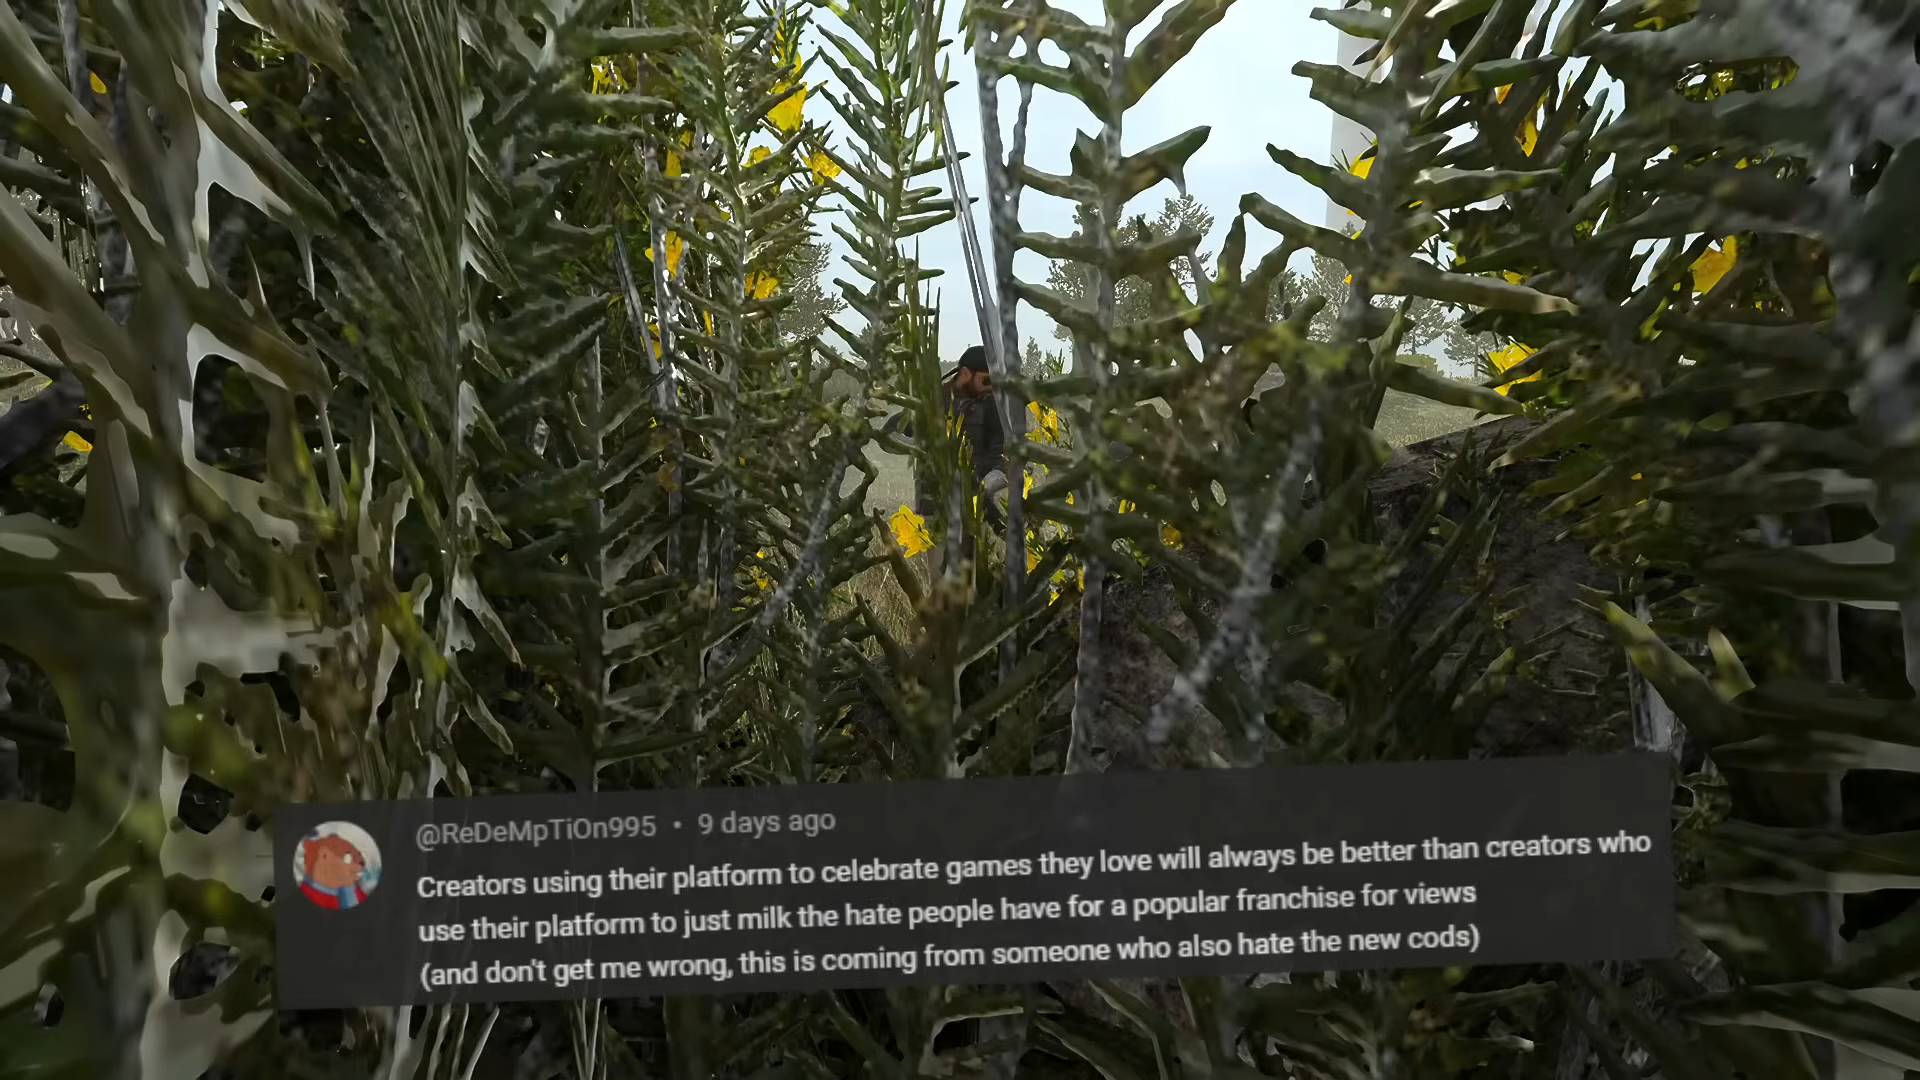 @ReDeMpTiOn995 • 9 days ago
Creators using their platform to celebrate games they love will always be better than creators who
use their platform to just milk the hate people have for a popular franchise for views
(and don't get me wrong, this is coming from someone who also hate the new cods)